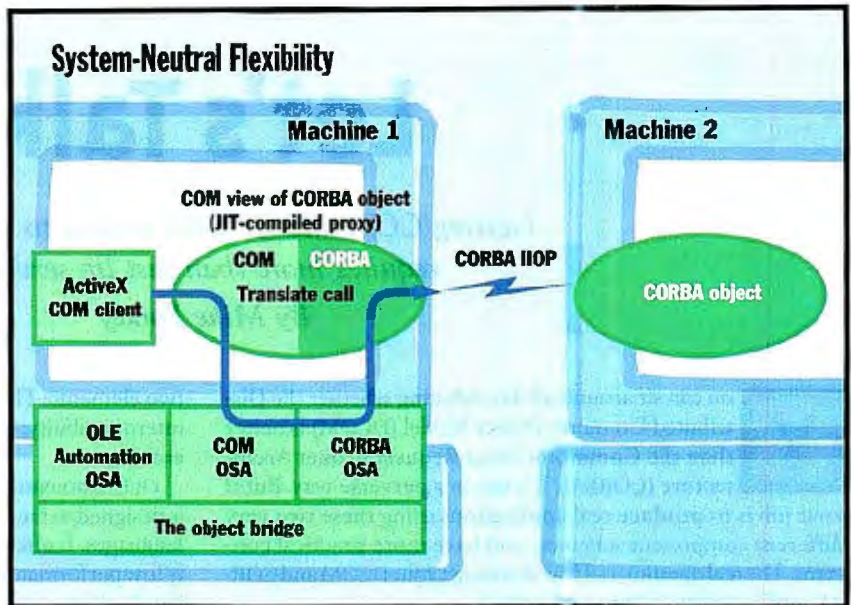 System-Neutral Flexibility
Machine 1
Machine 2
COM view of CORBA object
(JIT-compiled proxy)
COM
CORBA
Translate call
CORBA IIOP
ActiveX
COM client
CORBA object
OLE
Automation
OSA
COM
OSA
CORBA
OSA
The object bridge